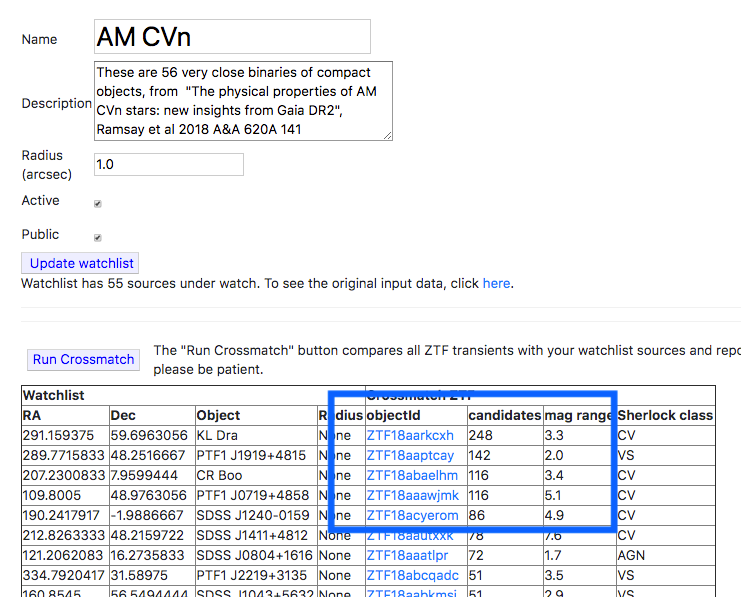 Name
AM CVn
Description
These are 56 very close binaries of compact
objects, from "The physical properties of AM
CVn stars: new insights from Gaia DR2",
Ramsay et al 2018 A&A 620A 141
Radius
(arcsec)
1.0
Active
Public
Update watchlist
Watchlist has 55 sources under watch. To see the original input data, click here.
Run Crossmatch
The "Run Crossmatch" button compares all ZTF transients with your watchlist sources and repo
please be patient.
Watchlist Crossmatch ZTF
RA Dec Object Radius objectId candidates mag range Sherlock class
291.159375 59.6963056 KL Dra None ZTF18aarkcxh 248 3.3 CV
289.7715833 48.2516667 PTF1 J1919+4815 None ZTF18aaptcay 142 2.0 VS
207.2300833 7.9599444 CR Boo None ZTF18abaelhm 116 3.4 CV
109.8005 48.9763056 PTF1 J0719+4858 None ZTF18aaawjmk 116 5.1 CV
190.2417917 -1.9886667 SDSS J1240-0159 None ZTF18acyerom 86 4.9 CV
212.8263333 48.2159722 SDSS J1411+4812 None ZTF18aautxxk 78 7.6 CV
121.2062083 16.2735833 SDSS J0804+1616 None ZTF18aaatlpr 72 1.7 AGN
334.7920417 31.58975 PTF1 J2219+3135 None ZTF18abcqadc 51 3.5 VS
160.8545 56.5494444 SDSS J1043+5632 None ZTF18aabkmsi 51 2.9 VS